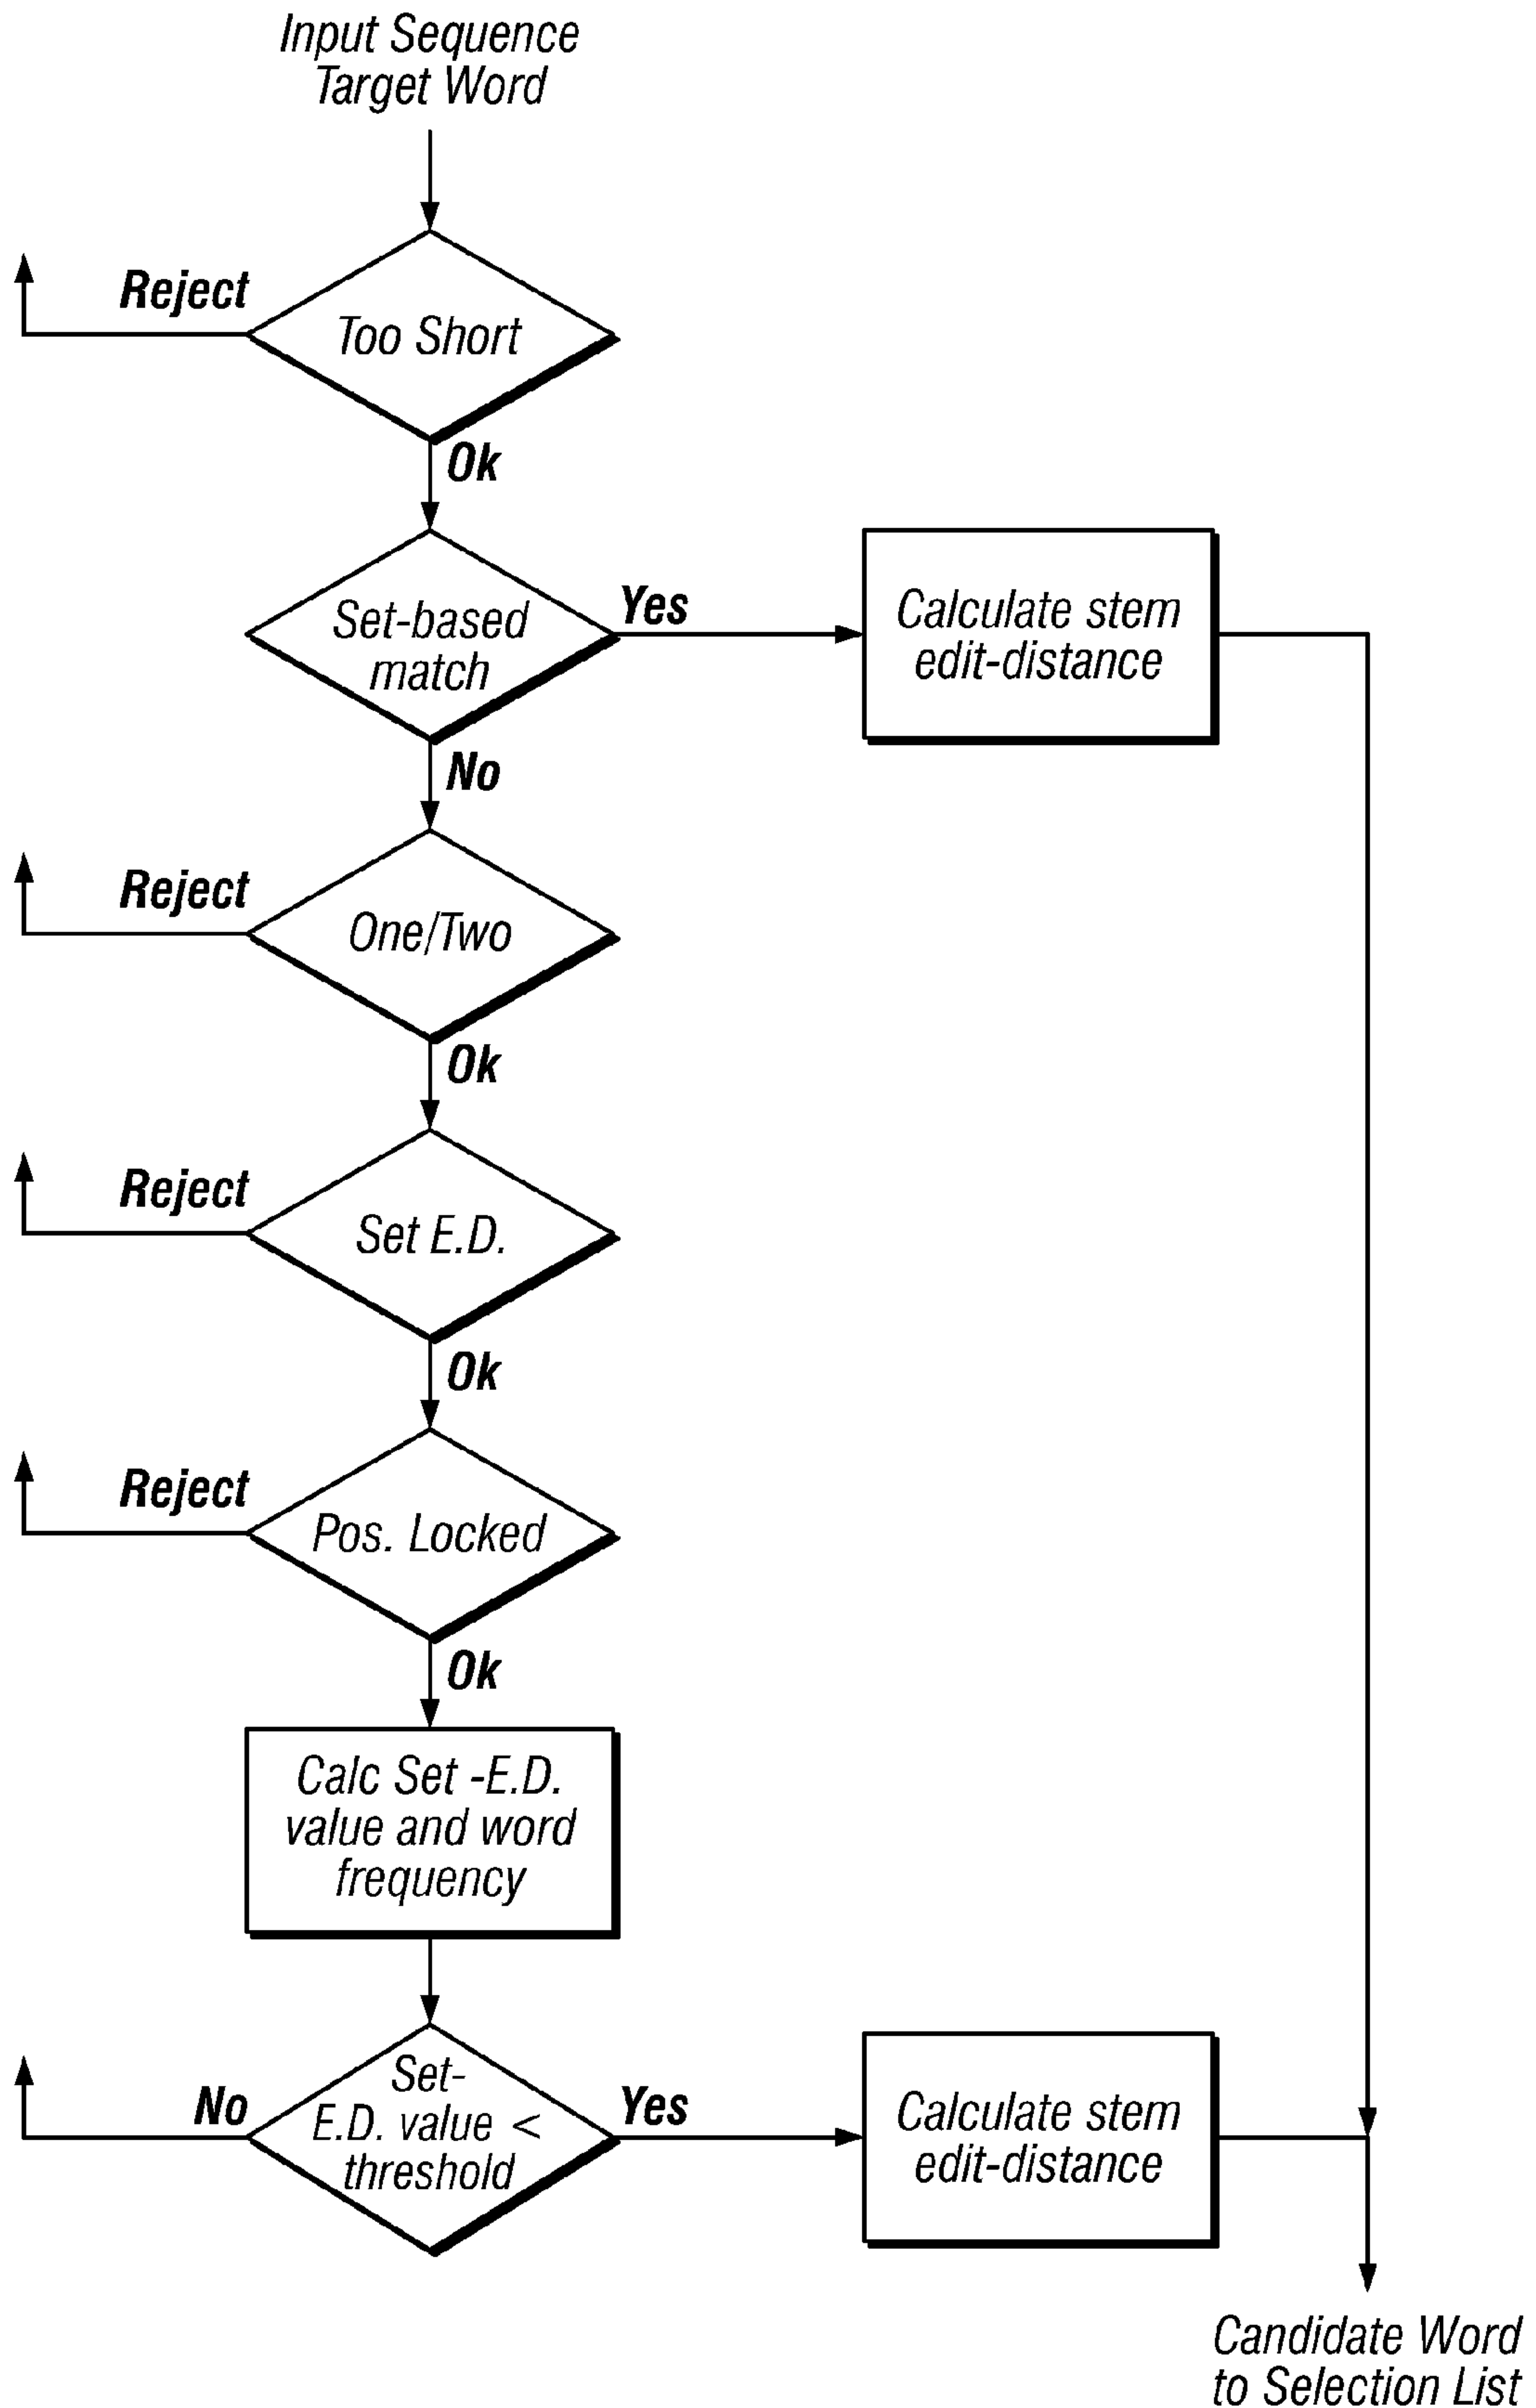 Input Sequence
Target Word
Reject
Too Short
Ok
Set-based
match
Yes
Calculate stem
edit-distance
No
Reject
One/Two
Ok
Reject
Set E.D.
Ok
Reject
Pos. Locked
Ok
Calc Set -E.D.
value and word
frequency
No
Set-
E.D. value <
threshold
Yes
Calculate stem
edit-distance
Candidate Word
to Selection List